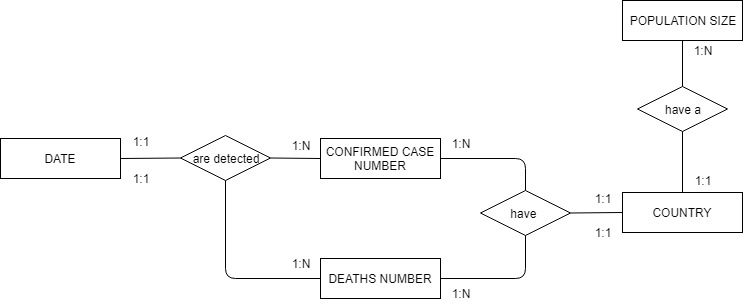 POPULATION SIZE
1:N
have a
1:1
DATE
1:1
1:1
are detected
1:N
CONFIRMED CASE
NUMBER
1:N
have
1:1
1:1
COUNTRY
1:N
DEATHS NUMBER
1:N